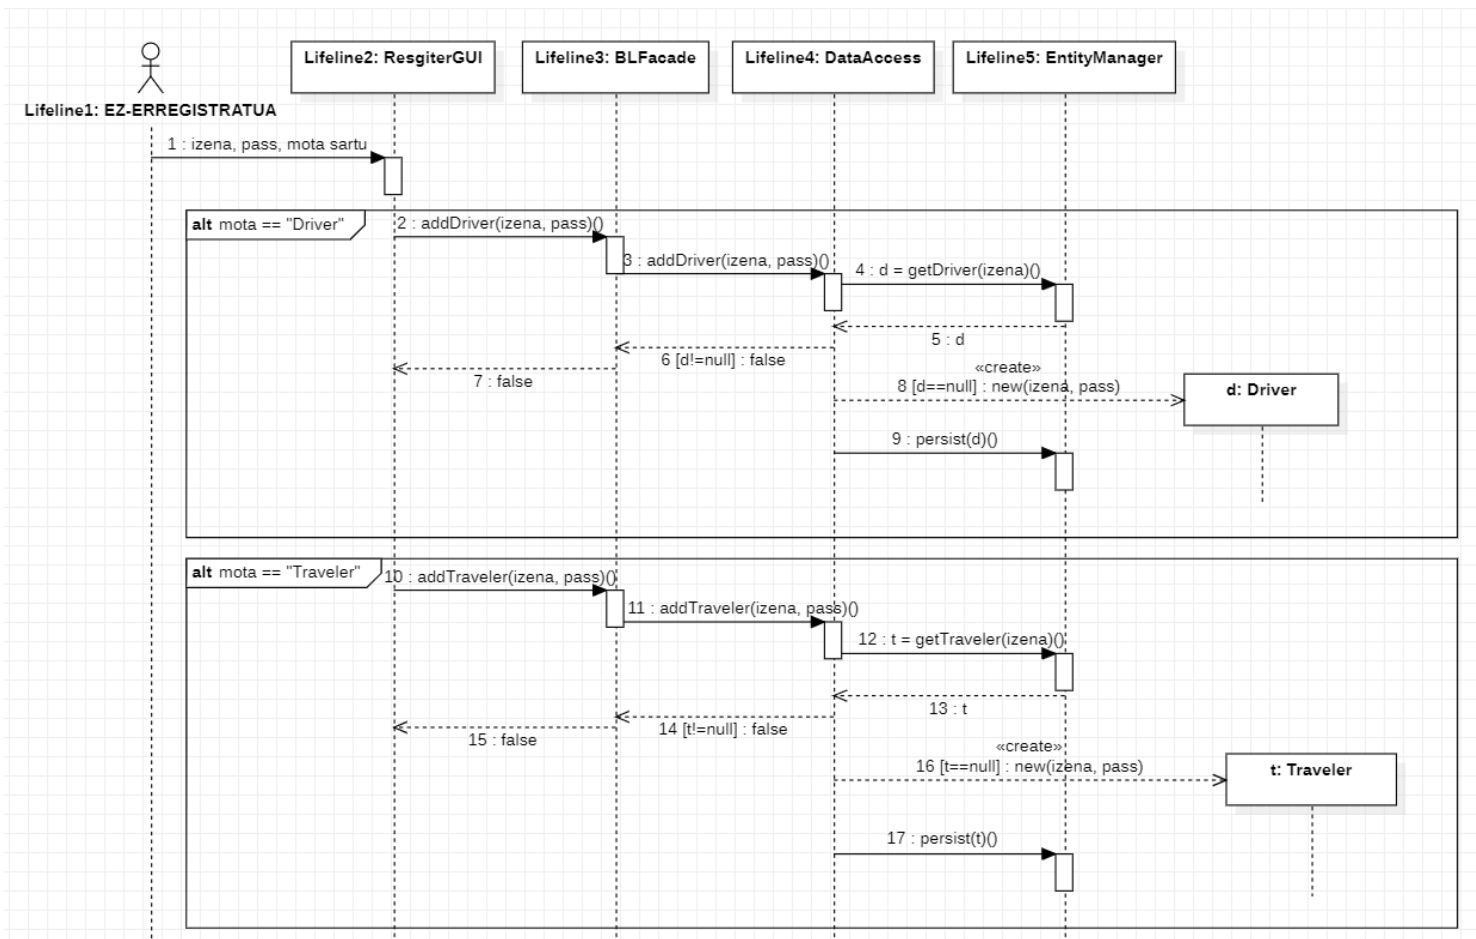 Lifeline2: ResgiterGUI
Lifeline3: BLFacade
Lifeline4: DataAccess
Lifeline5: EntityManager
Lifeline1: EZ-ERREGISTRATUA
1 : izena, pass, mota sartu
alt mota == "Driver"
2 : addDriver(izena, pass)()
3 : addDriver(izena, pass)()
4 : d = getDriver(izena)()
5 : d
6 [d!=null] : false
7 : false
«create»
8 [d==null] : new(izena, pass)
d: Driver
9 : persist(d)()
alt mota == "Traveler"
10 : addTraveler(izena, pass)()
11 : addTraveler(izena, pass)()
12 : t = getTraveler(izena)()
13 : t
14 [t!=null] : false
15 : false
«create»
16 [t==null] : new(izena, pass)
t: Traveler
17 : persist(t)()